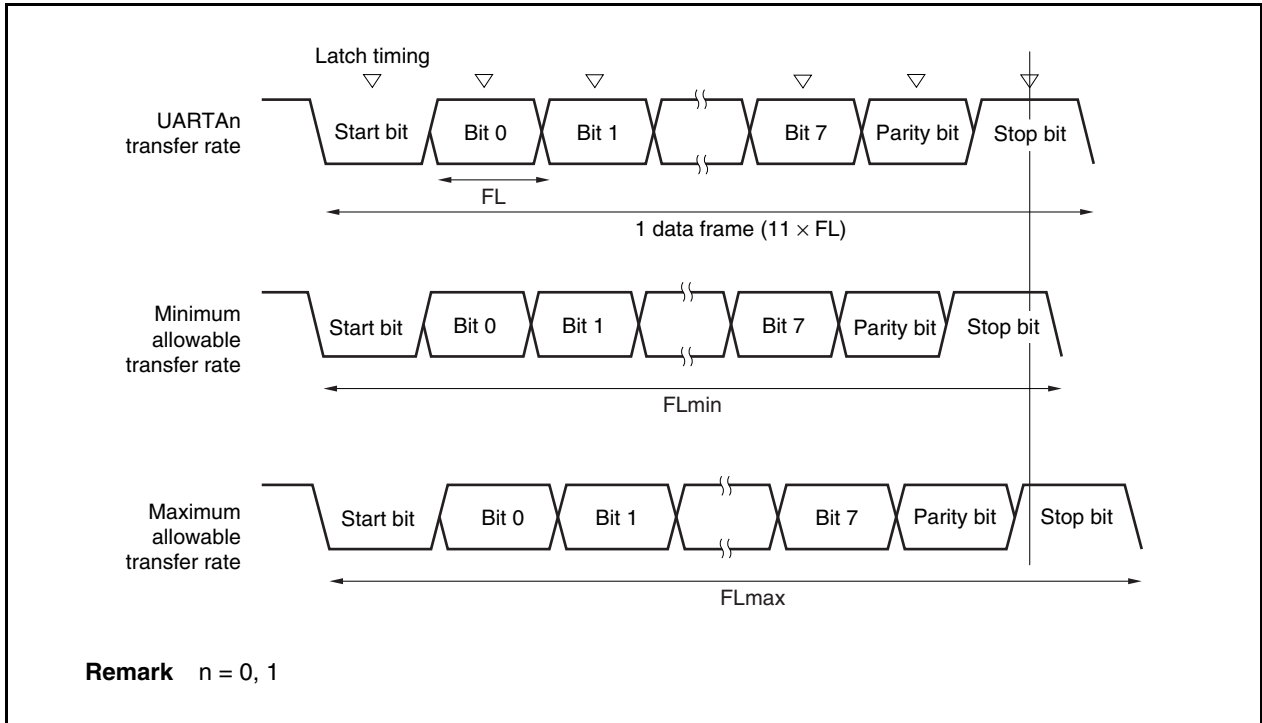 Latch timing
UARTAn
transfer rate
Start bit
Bit 0
Bit 1
Bit 7
Parity bit
Stop bit
FL
1 data frame (11 × FL)
Minimum
allowable
transfer rate
Start bit
Bit 0
Bit 1
Bit 7
Parity bit
Stop bit
FLmin
Maximum
allowable
transfer rate
Start bit
Bit 0
Bit 1
Bit 7
Parity bit
Stop bit
FLmax
Remark n = 0, 1